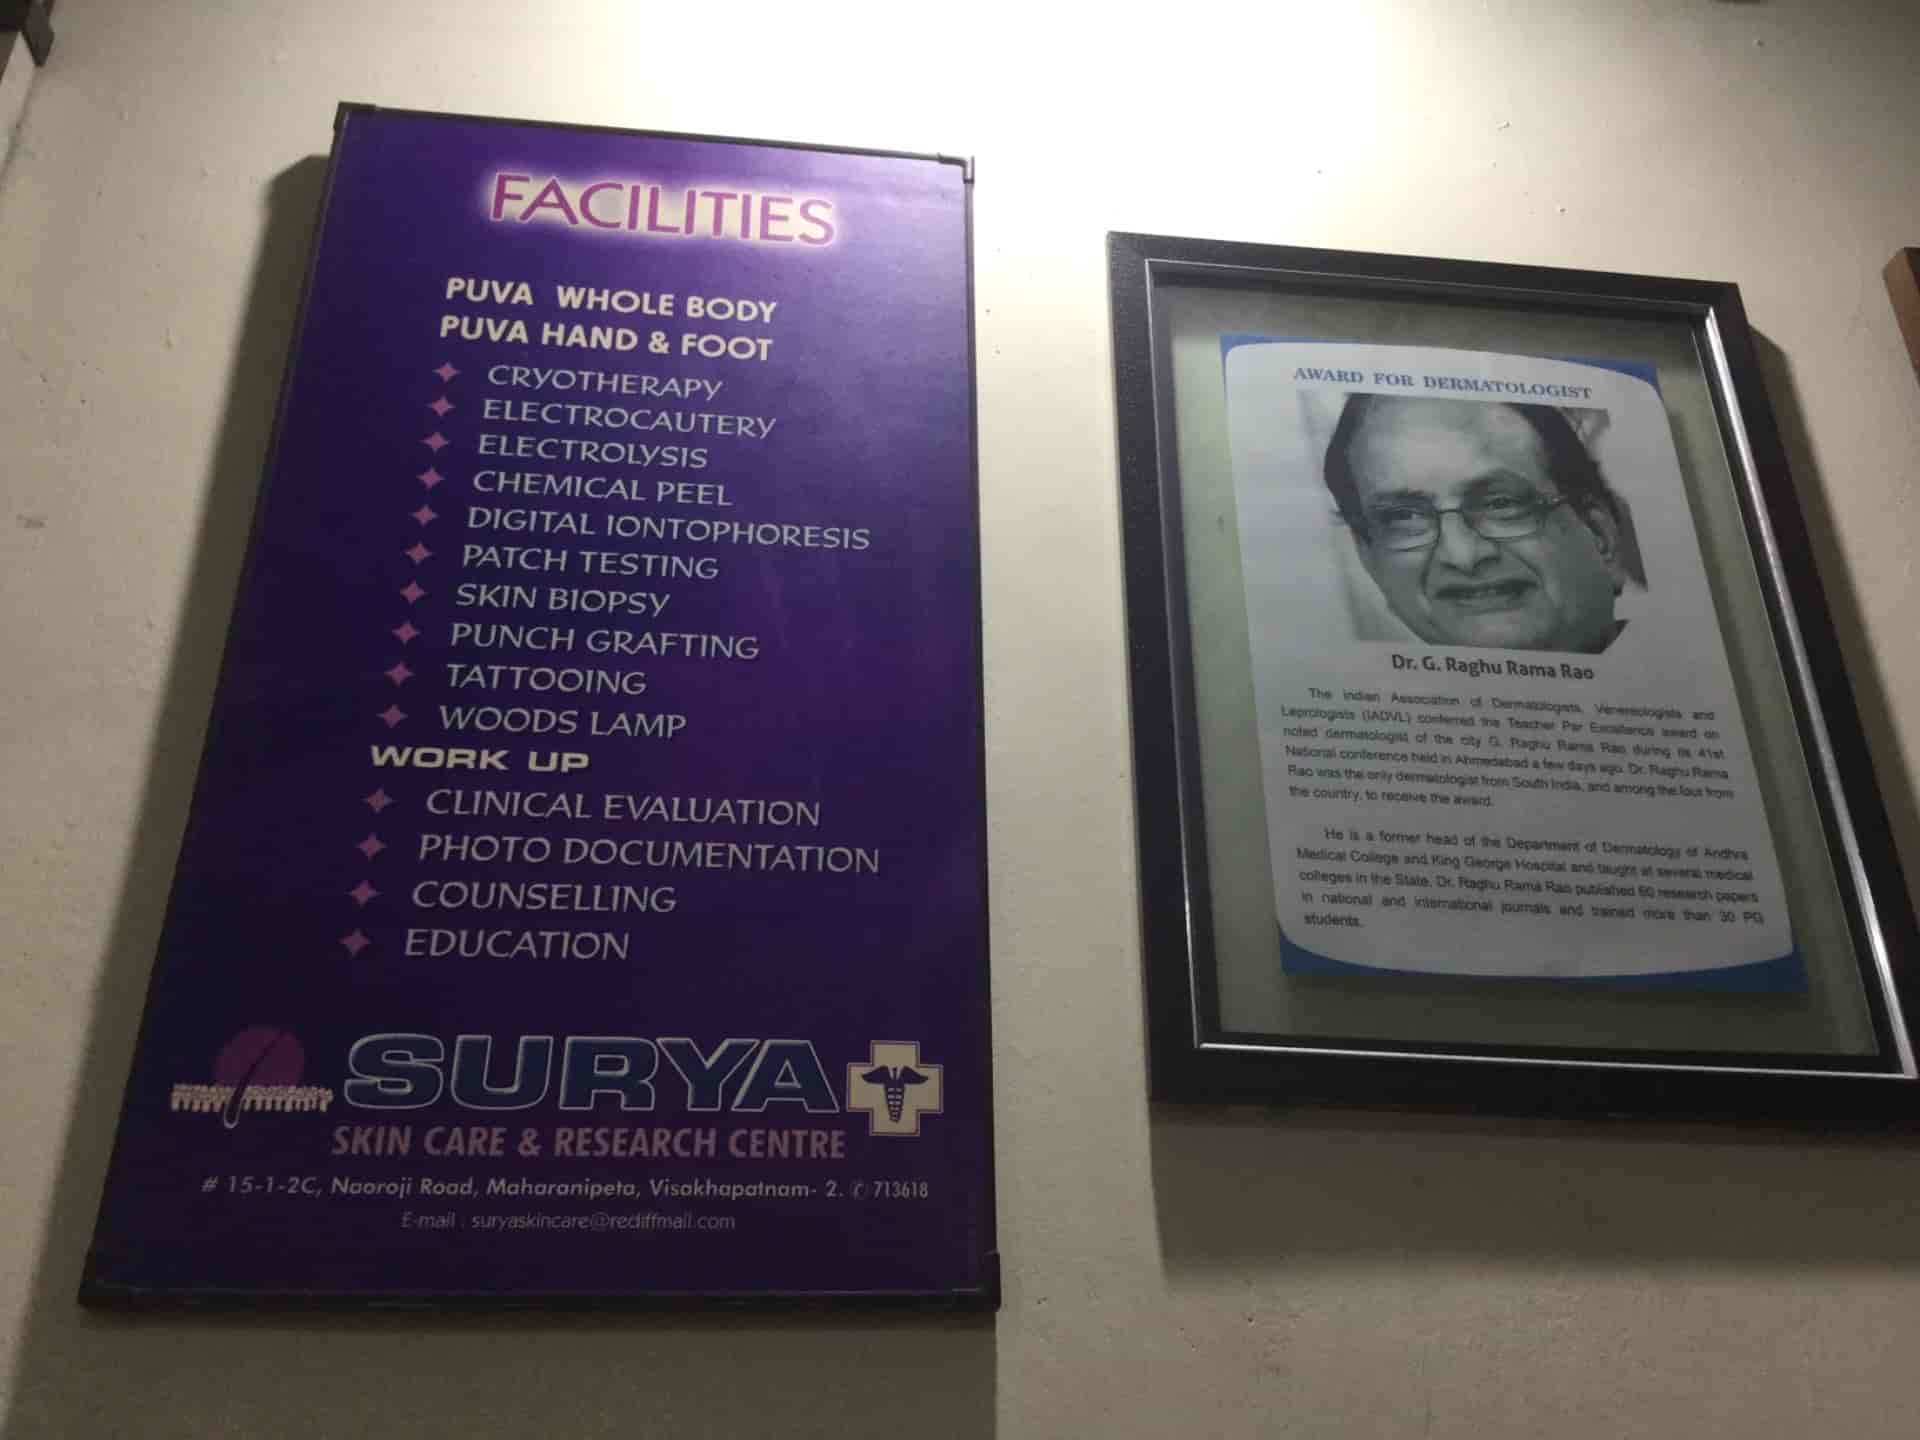 FACILITIES
PUVA WHOLE BODY
PUVA HAND & FOOT
CRYOTHERAPY
ELECTROCAUTERY
ELECTROLYSIS
CHEMICAL PEEL
DIGITAL IONTOPHORESIS
PATCH TESTING
SKIN BIOPSY
PUNCH GRAFTING
TATTOOING
WOODS LAMP
WORK UP
CLINICAL EVALUATION
PHOTO DOCUMENTATION
COUNSELLING
EDUCATION
SURYA
SKIN CARE & RESEARCH CENTRE
# 15-1-2C, Naoroji Road, Maharanipeta, Visakhapatnam- 2. ✆ 713618
E-mail : suryaskincare@rediffmail.com
AWARD FOR DERMATOLOGIST
Dr. G. Raghu Rama Rao
The Indian Association of Dermatologists, Venereologists and
Leprologists (IADVL) conferred the Teacher Par Excellence award on
noted dermatologist of the city G. Raghu Rama Rao during its 41st
National conference held in Ahmedabad a few days ago. Dr. Raghu Rama
Rao was the only dermatologist from South India, and among the four from
the country, to receive the award.
He is a former head of the Department of Dermatology of Andhra
Medical College and King George Hospital and taught at several medical
colleges in the State. Dr. Raghu Rama Rao published 60 research papers
in national and international journals and trained more than 30 PG
students.